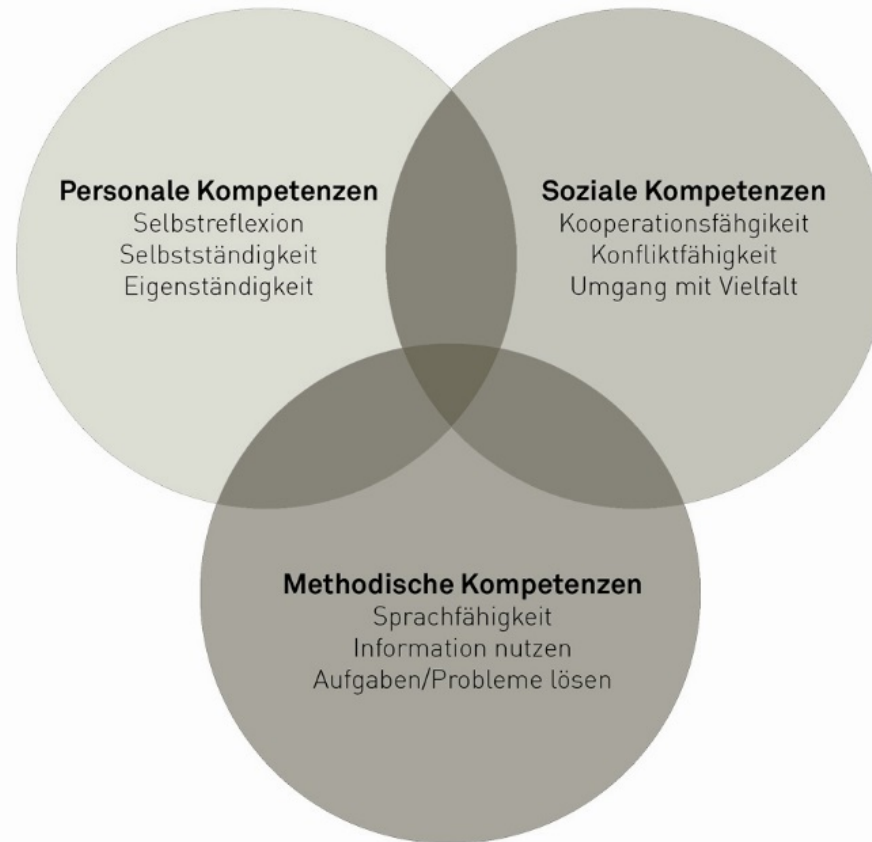 Personale Kompetenzen
Selbstreflexion
Selbstständigkeit
Eigenständigkeit
Soziale Kompetenzen
Kooperationsfähgikeit
Konfliktfähigkeit
Umgang mit Vielfalt
Methodische Kompetenzen
Sprachfähigkeit
Information nutzen
Aufgaben/Probleme lösen